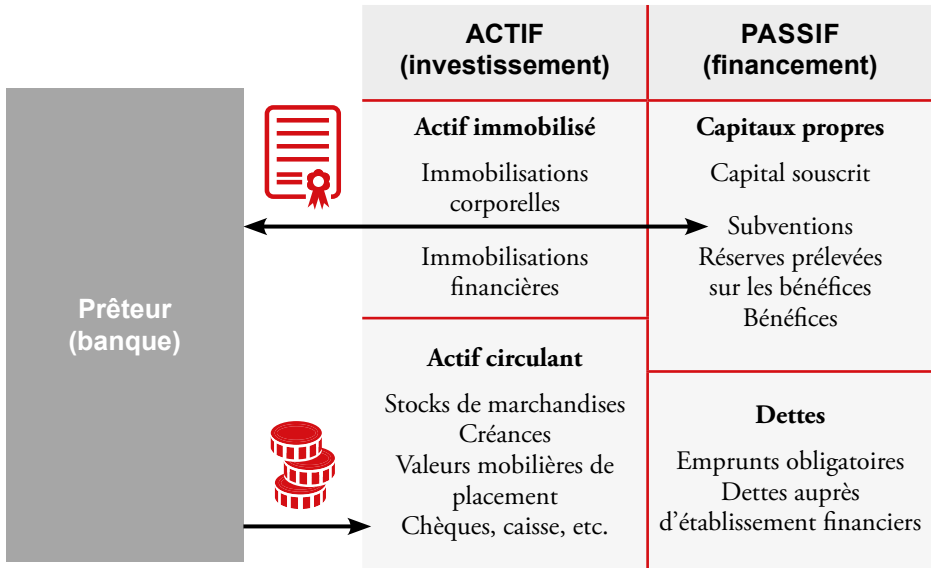 ACTIF
(investissement)
PASSIF
(financement)
Prêteur
(banque)
Actif immobilisé
Immobilisations
corporelles
Immobilisations
financières
Actif circulant
Stocks de marchandises
Créances
Valeurs mobilières de
placement
Chèques, caisse, etc.
Capitaux propres
Capital souscrit
Subventions
Réserves prélevées
sur les bénéfices
Bénéfices
Dettes
Emprunts obligatoires
Dettes auprès
d'établissement financiers